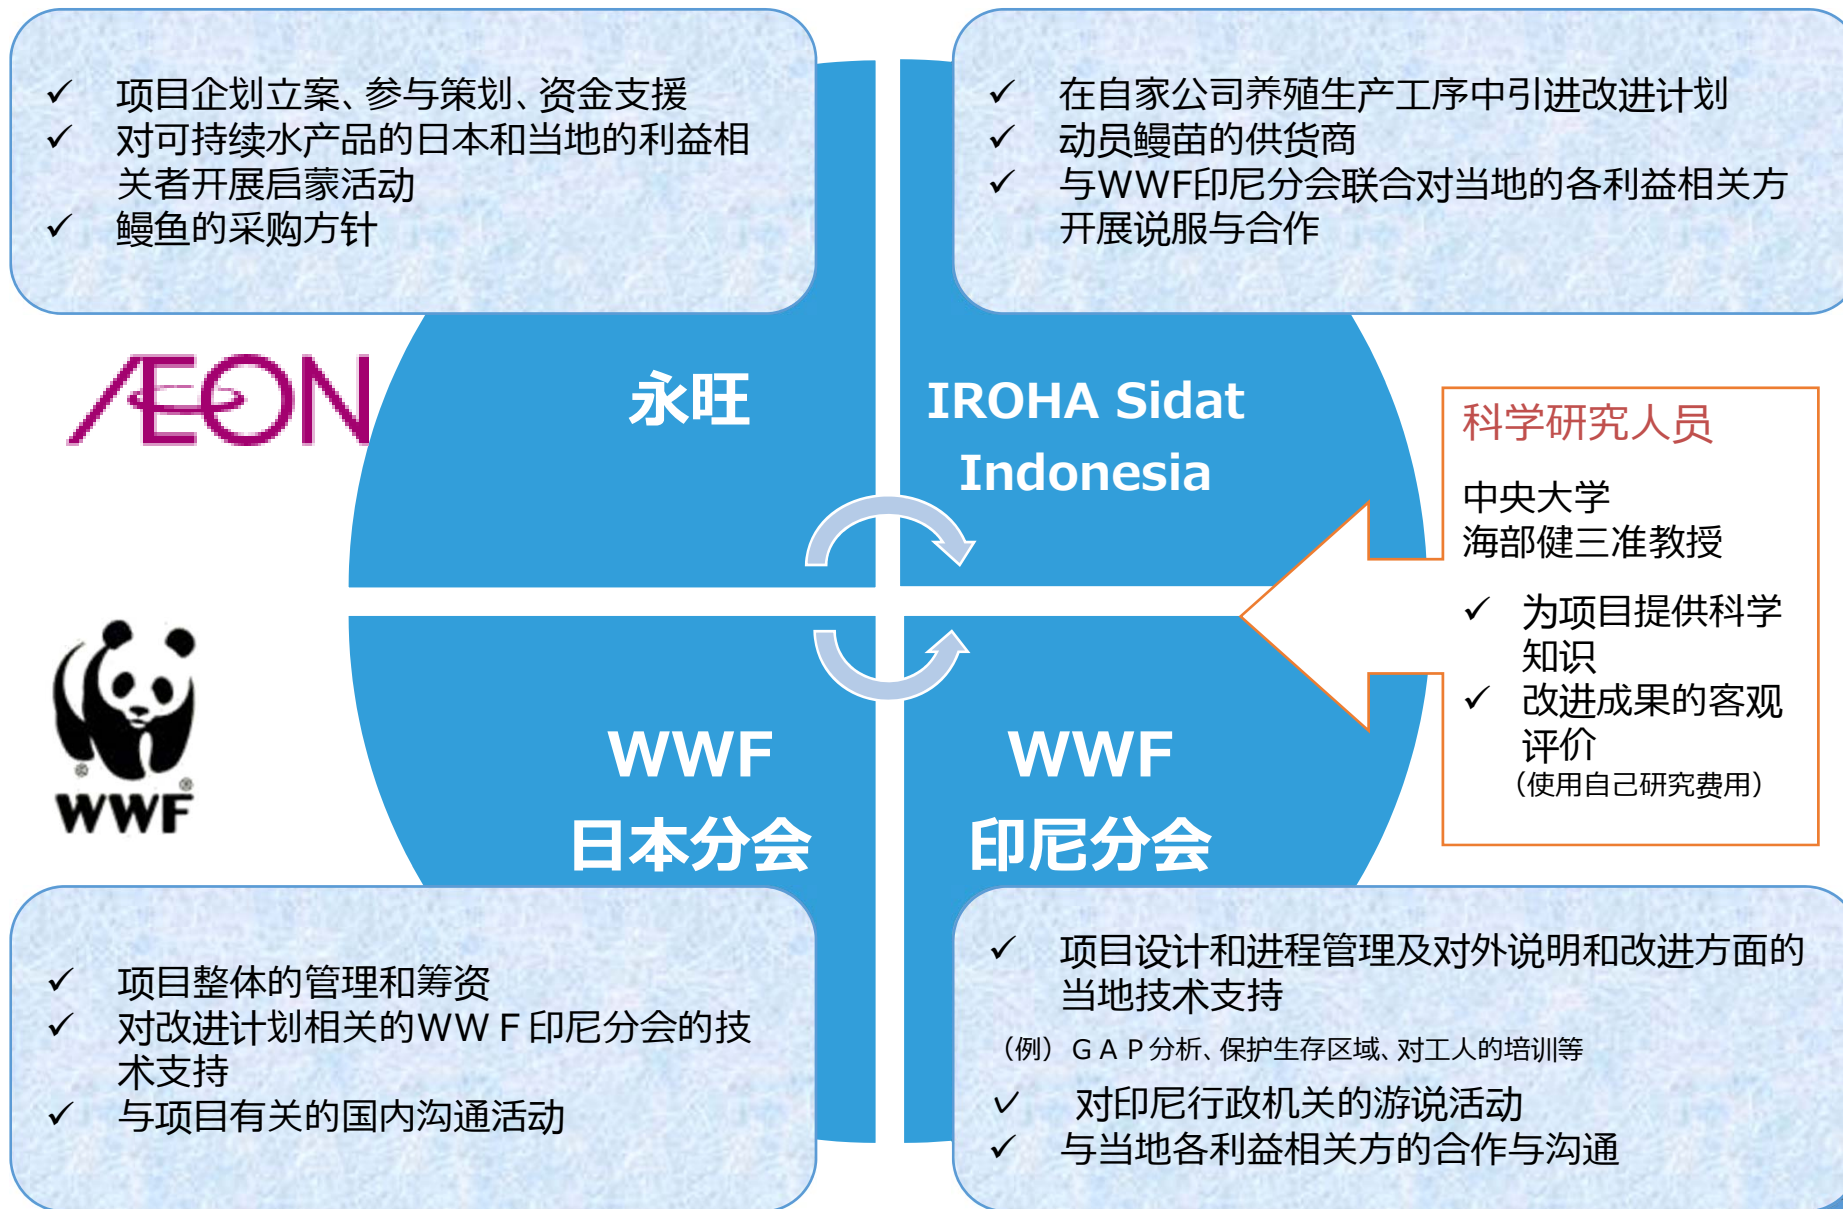 ✓ 项目企划立案、参与策划、资金支援
✓ 对可持续水产品的日本和当地的利益相
关者开展启蒙活动
✓ 鳗鱼的采购方针
✓ 在自家公司养殖生产工序中引进改进计划
✓ 动员鳗苗的供货商
✓ 与WWF印尼分会联合对当地的各利益相关方
开展说服与合作
ÆON
永旺
IROHA Sidat
Indonesia
科学研究人员
中央大学
海部健三准教授
✓ 为项目提供科学
知识
✓ 改进成果的客观
评价
（使用自己研究费用）
WWF
WWF
日本分会
WWF
印尼分会
✓ 项目整体的管理和筹资
✓ 对改进计划相关的WWＦ印尼分会的技
术支持
✓ 与项目有关的国内沟通活动
✓ 项目设计和进程管理及对外说明和改进方面的
当地技术支持
（例）ＧＡＰ分析、保护生存区域、对工人的培训等
✓ 对印尼行政机关的游说活动
✓ 与当地各利益相关方的合作与沟通